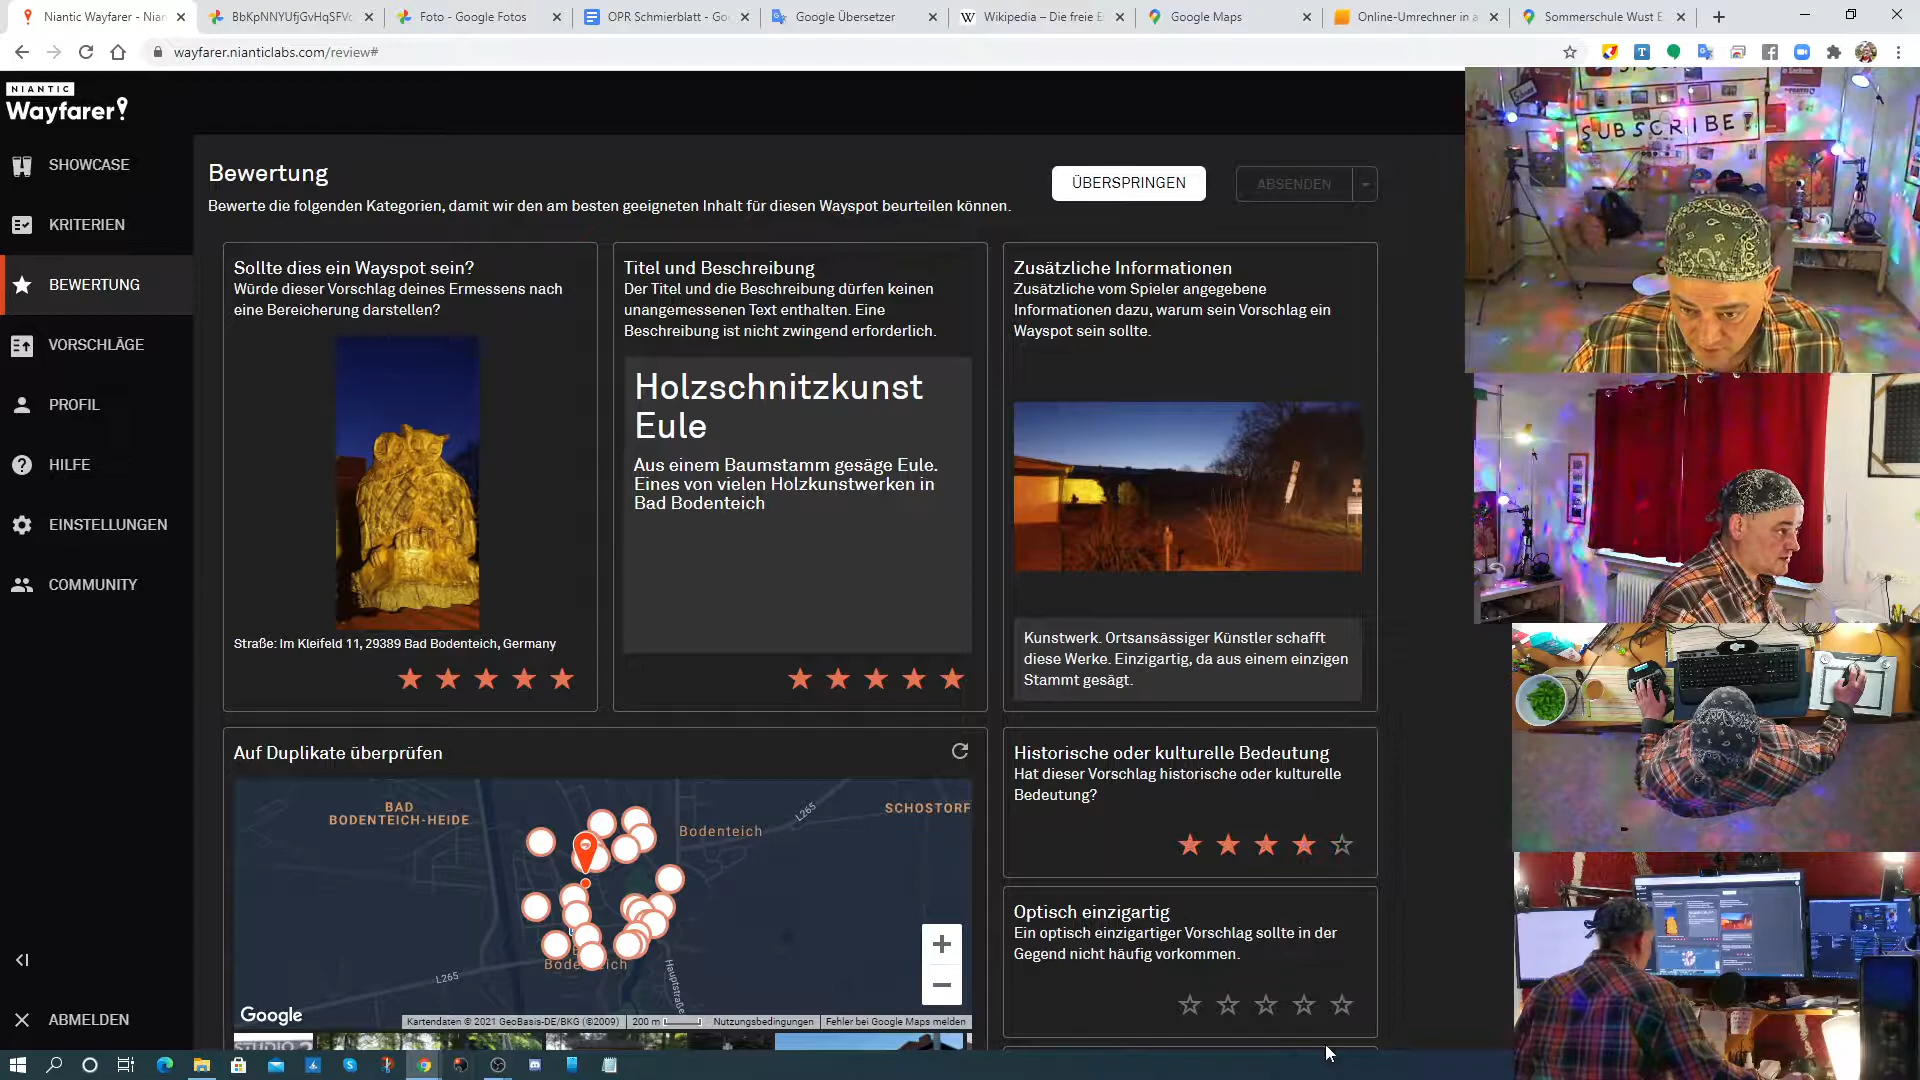 Niantic Wayfarer - Nian
BbKpNNYUfjGvHqSFV
Foto - Google Fotos
OPR Schmierblatt - Go
Google Übersetzer
Wikipedia – Die freie E
Google Maps
Online-Umrechner in a
Sommerschule Wust E
wayfarer.nianticlabs.com/review#
NIANTIC
Wayfarer
SHOWCASE
KRITERIEN
BEWERTUNG
VORSCHLÄGE
PROFIL
HILFE
EINSTELLUNGEN
COMMUNITY
ABMELDEN
Bewertung
Bewerte die folgenden Kategorien, damit wir den am besten geeigneten Inhalt für diesen Wayspot beurteilen können.
ÜBERSPRINGEN
ABSENDEN
Sollte dies ein Wayspot sein?
Würde dieser Vorschlag deines Ermessens nach
eine Bereicherung darstellen?
Straße: Im Kleifeld 11, 29389 Bad Bodenteich, Germany
Titel und Beschreibung
Der Titel und die Beschreibung dürfen keinen
unangemessenen Text enthalten. Eine
Beschreibung ist nicht zwingend erforderlich.
Holzschnitzkunst
Eule
Aus einem Baumstamm gesäge Eule.
Eines von vielen Holzkunstwerken in
Bad Bodenteich
Zusätzliche Informationen
Zusätzliche vom Spieler angegebene
Informationen dazu, warum sein Vorschlag ein
Wayspot sein sollte.
Kunstwerk. Ortsansässiger Künstler schafft
diese Werke. Einzigartig, da aus einem einzigen
Stammt gesägt.
Auf Duplikate überprüfen
BAD
BODENTEICH-HEIDE
Bodenteich
L265
SCHOSTORF
L265
Hauptstraße
Google
Kartendaten © 2021 GeoBasis-DE/BKG (©2009)
200 m
Nutzungsbedingungen
Fehler bei Google Maps melden
Historische oder kulturelle Bedeutung
Hat dieser Vorschlag historische oder kulturelle
Bedeutung?
Optisch einzigartig
Ein optisch einzigartiger Vorschlag sollte in der
Gegend nicht häufig vorkommen.
SUBSCRIBE!